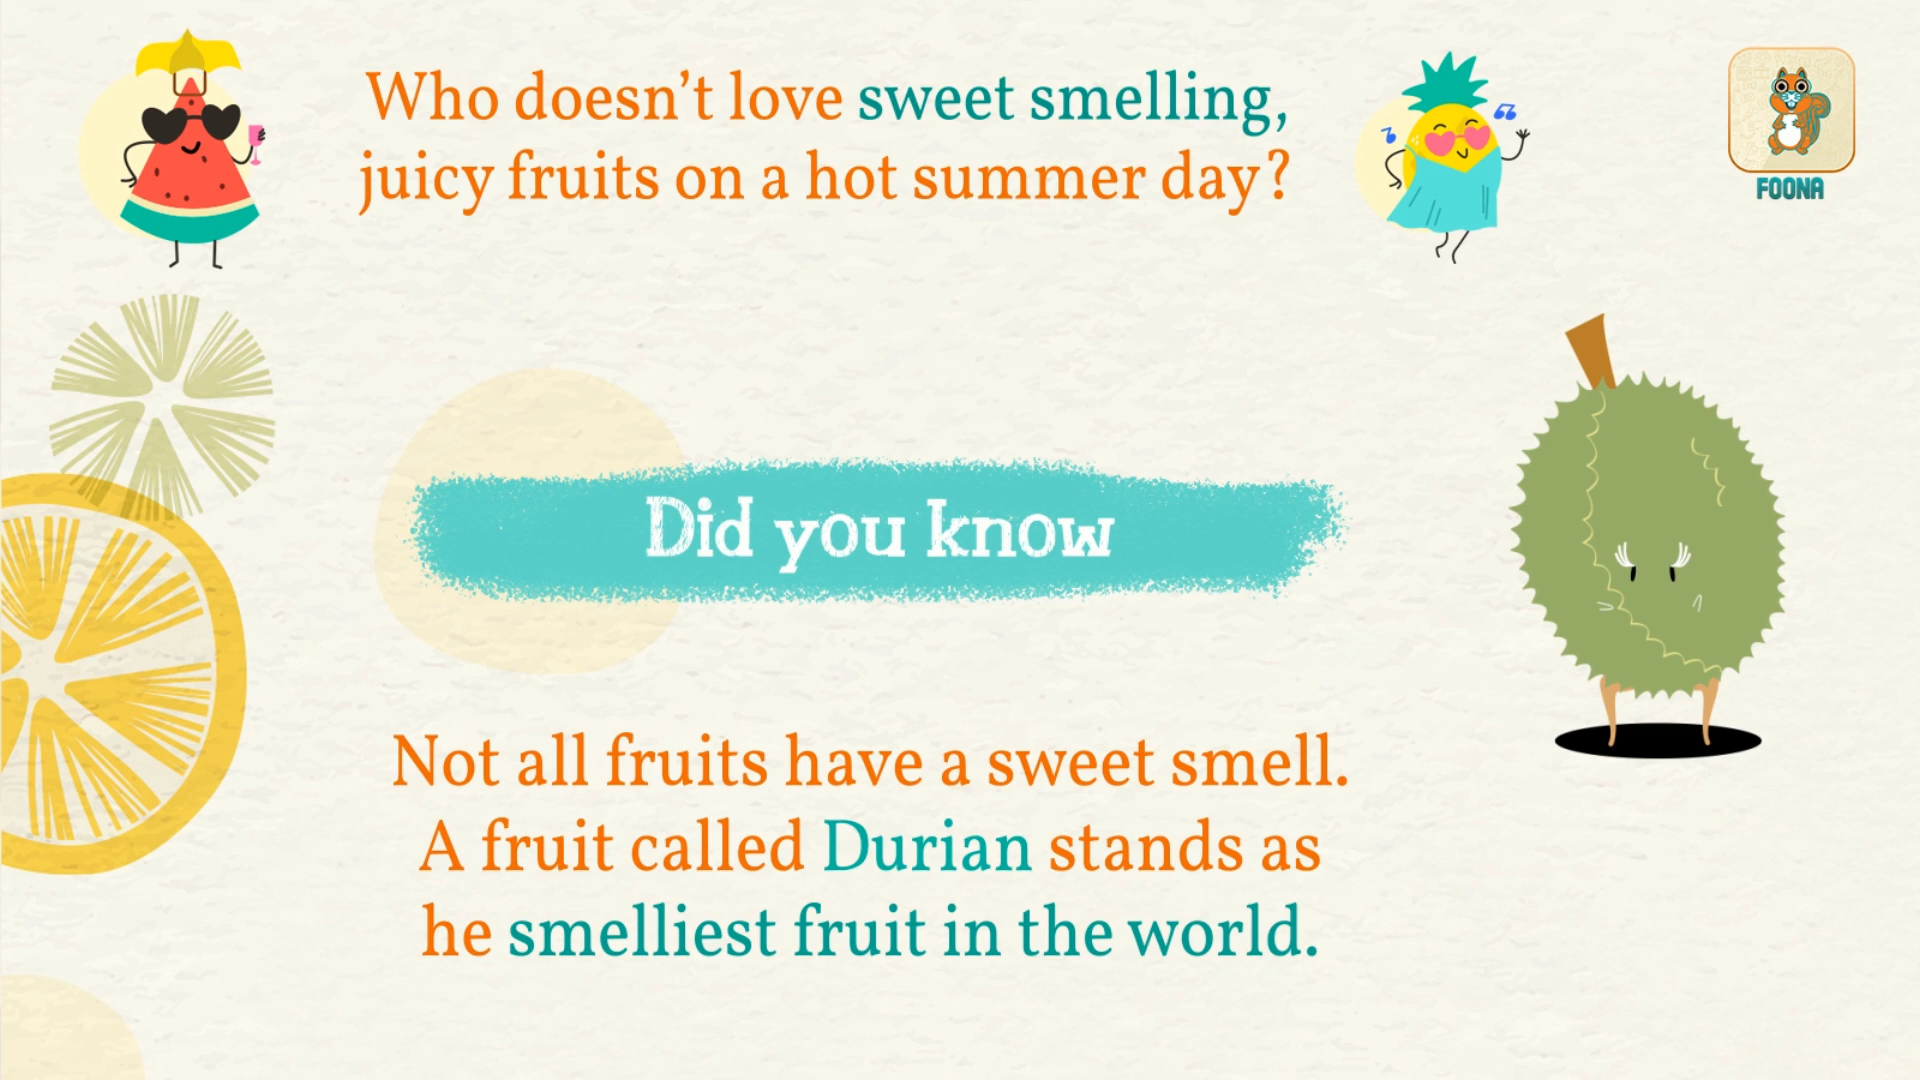 Who doesn’t love sweet smelling,
juicy fruits on a hot summer day?
FOONA
Did you know
Not all fruits have a sweet smell.
A fruit called Durian stands as
he smelliest fruit in the world.